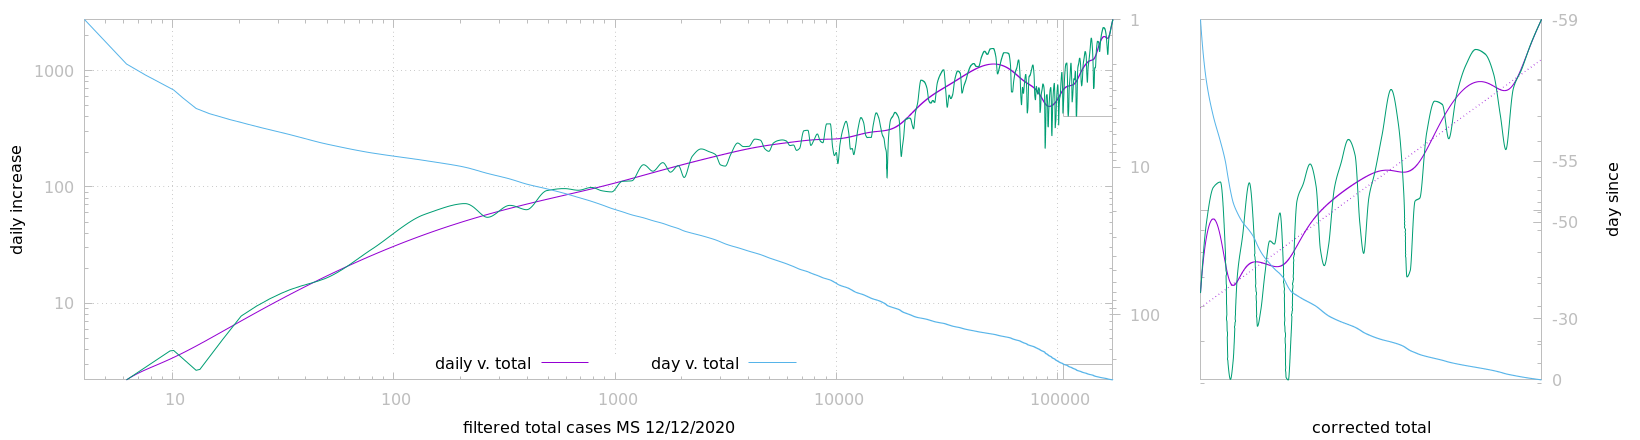 1000
100
10
daily increase
1
10
100
daily v. total
day v. total
10
100
1000
10000
100000
filtered total cases MS 12/12/2020
-59
-55
-50
-30
0
day since
corrected total